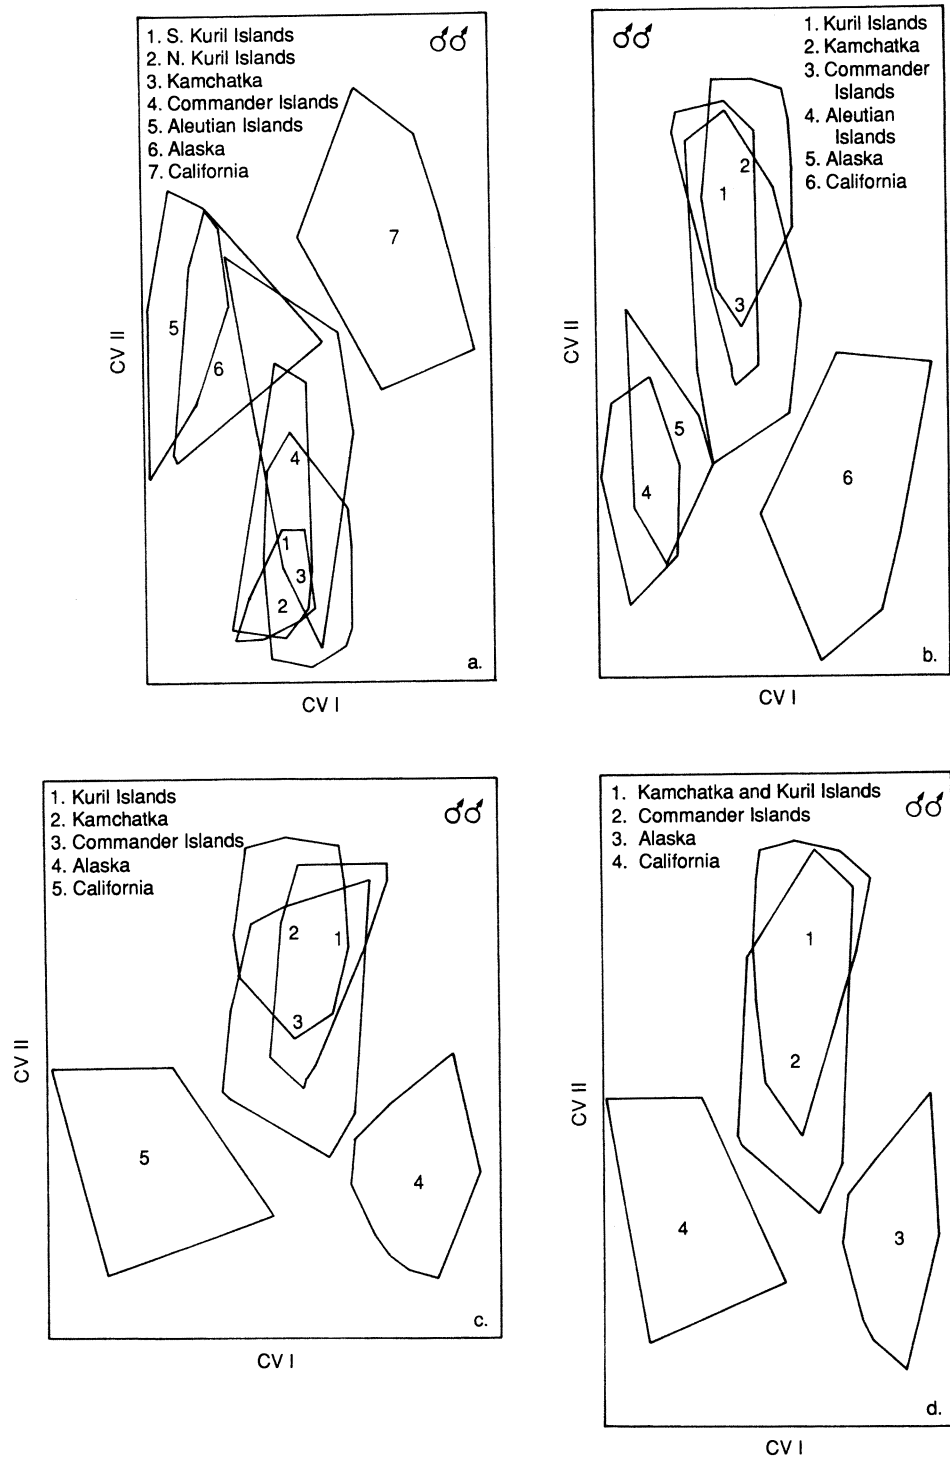 1. S. Kuril Islands
2. N. Kuril Islands
3. Kamchatka
4. Commander Islands
5. Aleutian Islands
6. Alaska
7. California
♂♂
7
5
6
4
1
3
2
a.
CV II
CV I
♂♂
1. Kuril Islands
2. Kamchatka
3. Commander
Islands
4. Aleutian
Islands
5. Alaska
6. California
2
1
3
5
4
6
b.
CV II
CV I
1. Kuril Islands
2. Kamchatka
3. Commander Islands
4. Alaska
5. California
♂♂
2
1
3
5
4
c.
CV II
CV I
1. Kamchatka and Kuril Islands
2. Commander Islands
3. Alaska
4. California
♂♂
1
2
4
3
d.
CV II
CV I